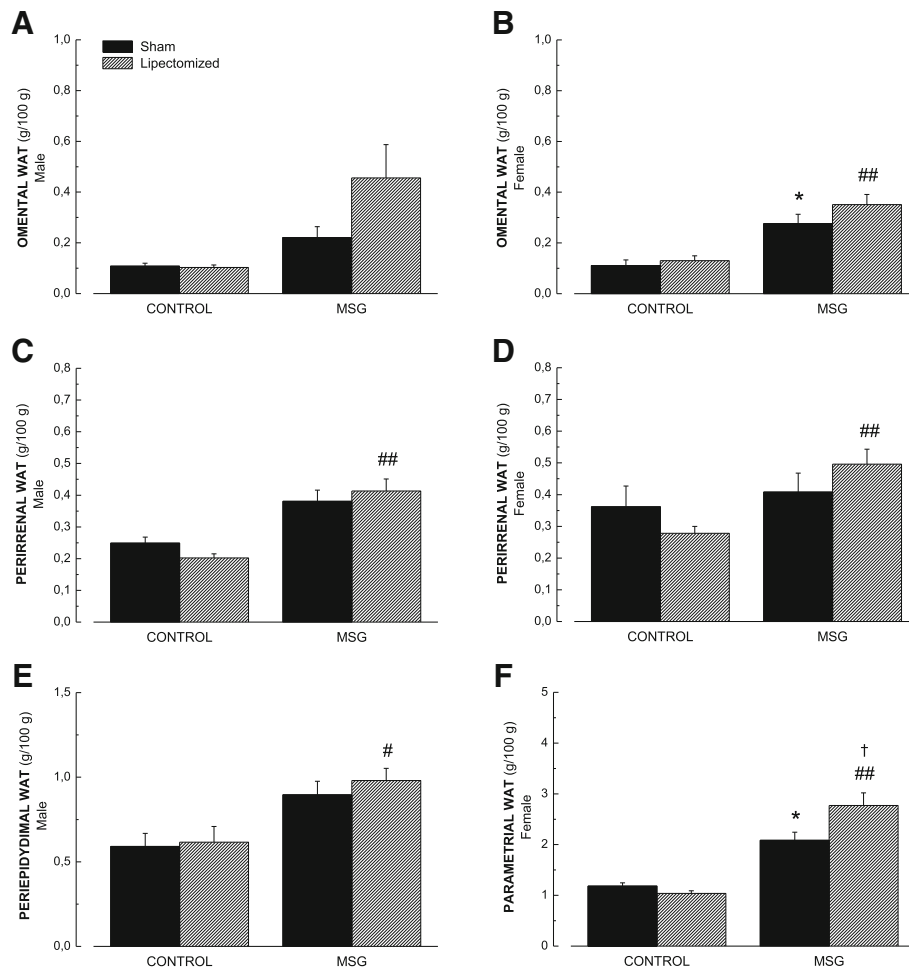 A
OMENTAL WAT (g/100 g)
Male
1,0
0,8
0,6
0,4
0,2
0,0
Sham
Lipectomized
CONTROL
MSG
B
OMENTAL WAT (g/100 g)
Female
1,0
0,8
0,6
0,4
0,2
0,0
*
##
CONTROL
MSG
C
PERIRRENAL WAT (g/100 g)
Male
0,8
0,7
0,6
0,5
0,4
0,3
0,2
0,1
0,0
##
CONTROL
MSG
D
PERIRRENAL WAT (g/100 g)
Female
0,8
0,7
0,6
0,5
0,4
0,3
0,2
0,1
0,0
##
CONTROL
MSG
E
PERIEPIDYDIMAL WAT (g/100 g)
Male
1,5
1,0
0,5
0,0
#
CONTROL
MSG
F
PARAMETRIAL WAT (g/100 g)
Female
5
4
3
2
1
0
*
†
##
CONTROL
MSG